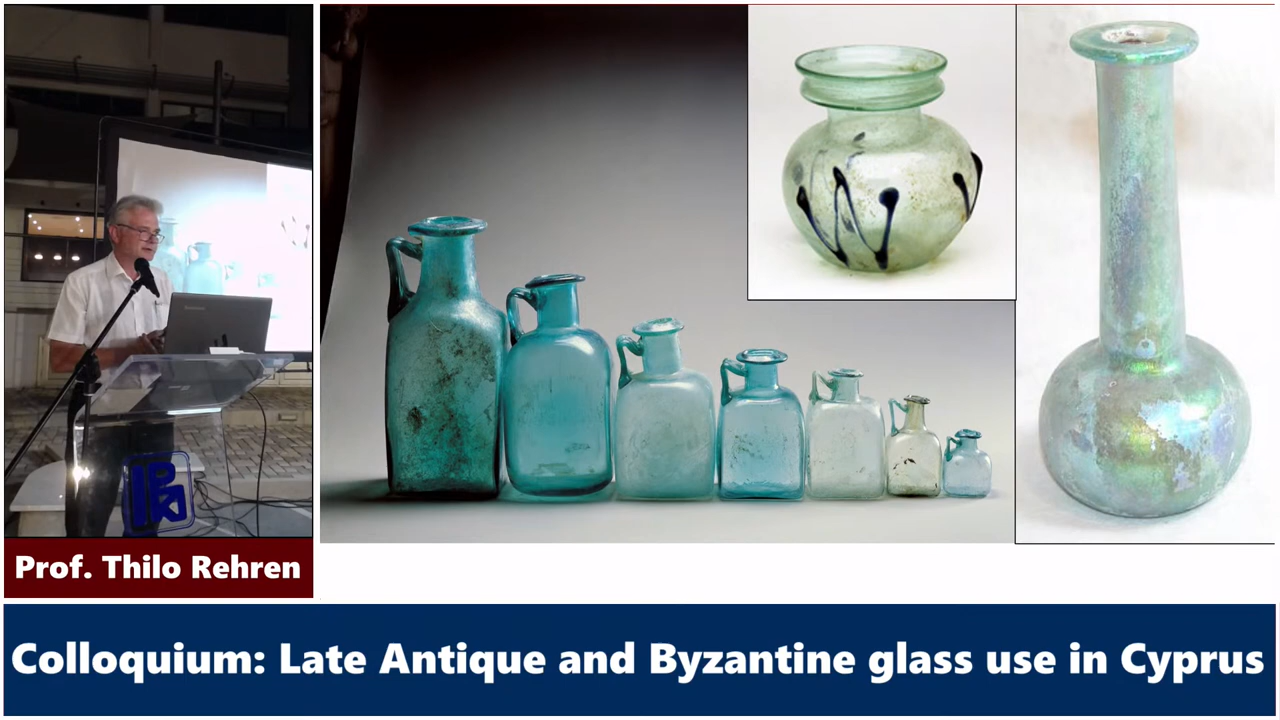 Prof. Thilo Rehren
Colloquium: Late Antique and Byzantine glass use in Cyprus